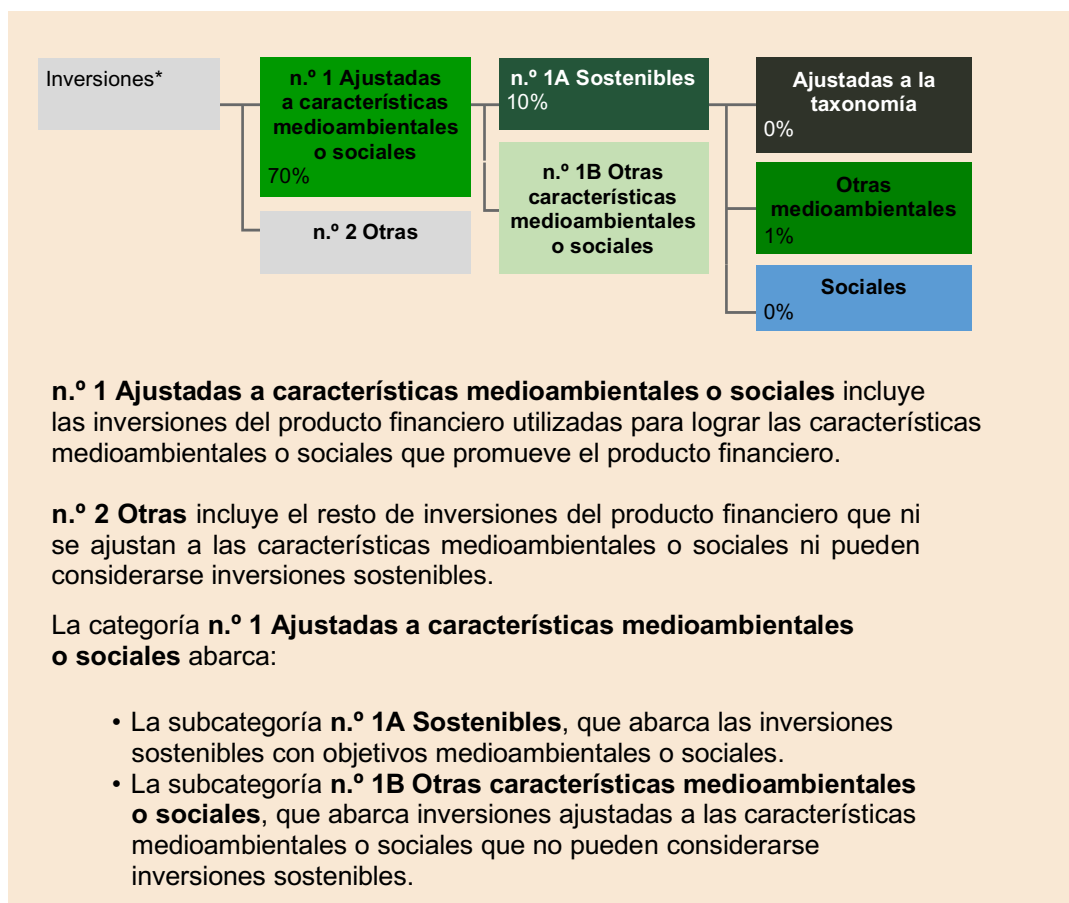 Inversiones*
n.º 1 Ajustadas
a características
medioambientales
o sociales
70%
n.º 2 Otras
n.º 1A Sostenibles
10%
n.º 1B Otras
características
medioambientales
o sociales
Ajustadas a la
taxonomía
0%
Otras
medioambientales
1%
Sociales
0%
n.º 1 Ajustadas a características medioambientales o sociales incluye
las inversiones del producto financiero utilizadas para lograr las características
medioambientales o sociales que promueve el producto financiero.
n.º 2 Otras incluye el resto de inversiones del producto financiero que ni
se ajustan a las características medioambientales o sociales ni pueden
considerarse inversiones sostenibles.
La categoría n.º 1 Ajustadas a características medioambientales
o sociales abarca:
• La subcategoría n.º 1A Sostenibles, que abarca las inversiones
sostenibles con objetivos medioambientales o sociales.
• La subcategoría n.º 1B Otras características medioambientales
o sociales, que abarca inversiones ajustadas a las características
medioambientales o sociales que no pueden considerarse
inversiones sostenibles.